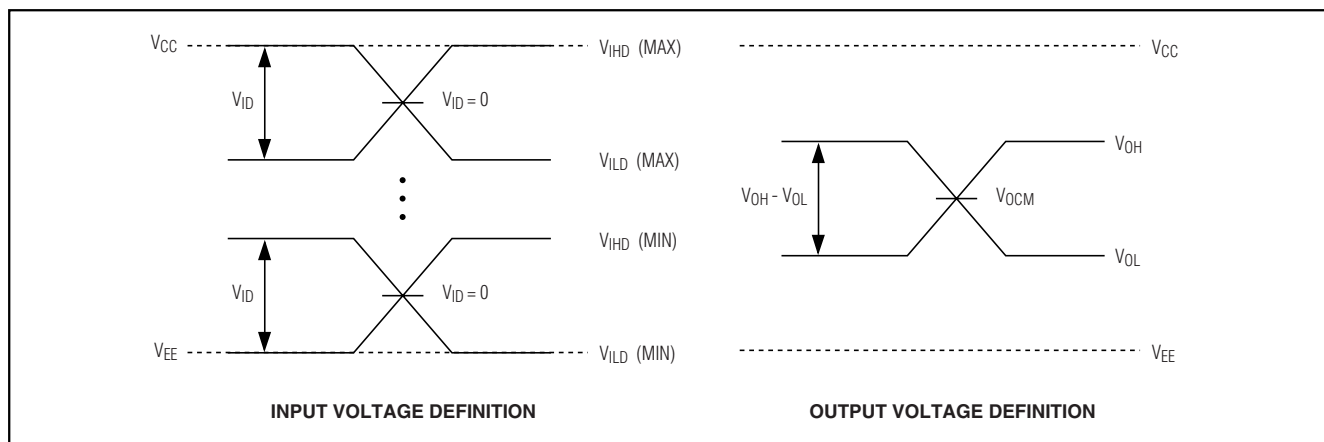 VCC
VIHD (MAX)
VID
VID = 0
VILD (MAX)
VIHD (MIN)
VID
VID = 0
VEE
VILD (MIN)
INPUT VOLTAGE DEFINITION
VCC
VOH
VOH - VOL
VOCM
VOL
VEE
OUTPUT VOLTAGE DEFINITION